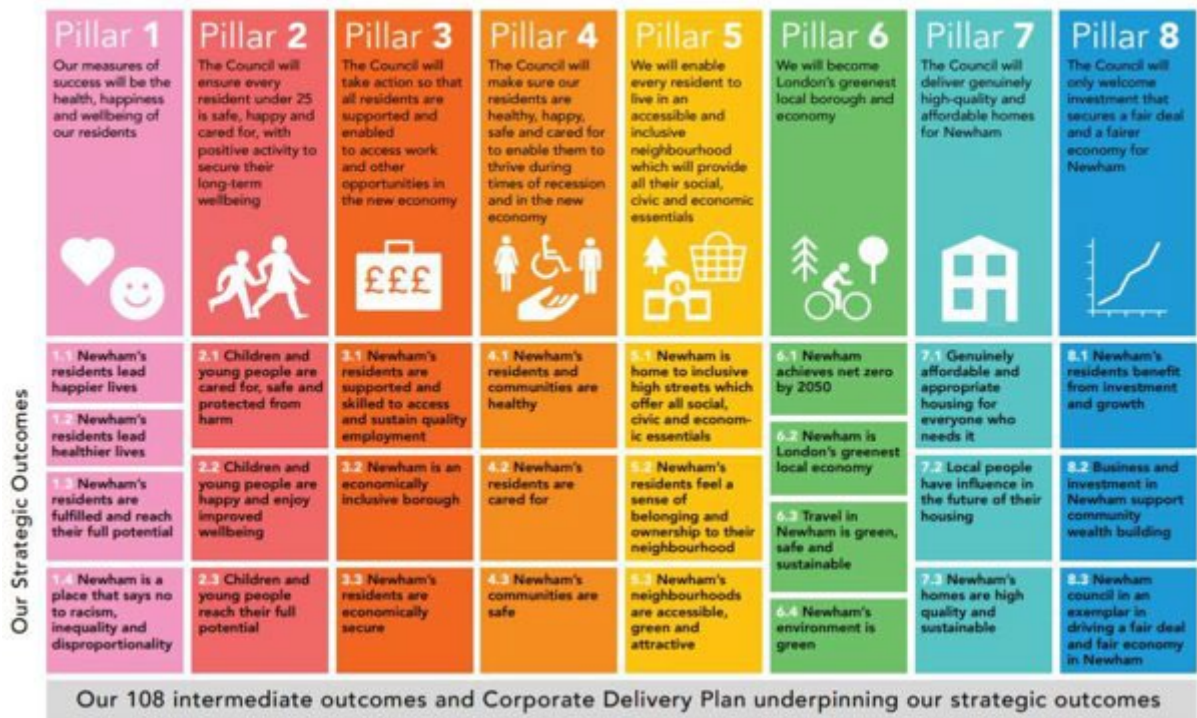 Pillar 1
Our measures of
success will be the
health, happiness
and wellbeing of
our residents
Pillar 2
The Council will
ensure every
resident under 25
is safe, happy and
cared for, with
positive activity to
secure their
long-term
wellbeing
Pillar 3
The Council will
take action so that
all residents are
supported and
enabled
to access work
and other
opportunities in
the new economy
£££
Pillar 4
The Council will
make sure our
residents are
healthy, happy,
safe and cared for
to enable them to
thrive during
times of recession
and in the new
economy
Pillar 5
We will enable
every resident to
live in an
accessible and
inclusive
neighbourhood
which will provide
all their social,
civic and economic
essentials
Pillar 6
We will become
London's greenest
local borough and
economy
Pillar 7
The Council will
deliver genuinely
high-quality and
affordable homes
for Newham
Pillar 8
The Council will
only welcome
investment that
secures a fair deal
and a fairer
economy for
Newham
Our Strategic Outcomes
1.1 Newham's
residents lead
happier lives
1.2 Newham's
residents lead
healthier lives
1.3 Newham's
residents are
fulfilled and reach
their full potential
1.4 Newham is a
place that says no
to racism,
inequality and
disproportionality
2.1 Children and
young people are
cared for, safe and
protected from
harm
2.2 Children and
young people are
happy and enjoy
improved
wellbeing
2.3 Children and
young people
reach their full
potential
3.1 Newham's
residents are
supported and
skilled to access
and sustain quality
employment
3.2 Newham is an
economically
inclusive borough
3.3 Newham's
residents are
economically
secure
4.1 Newham's
residents and
communities are
healthy
4.2 Newham's
residents are
cared for
4.3 Newham's
communities are
safe
5.1 Newham is
home to inclusive
high streets which
offer all social,
civic and econom-
ic essentials
5.2 Newham's
residents feel a
sense of
belonging and
ownership to their
neighbourhood
5.3 Newham's
neighbourhoods
are accessible,
green and
attractive
6.1 Newham
achieves net zero
by 2050
6.2 Newham is
London's greenest
local economy
6.3 Travel in
Newham is green,
safe and
sustainable
6.4 Newham's
environment is
green
7.1 Genuinely
affordable and
appropriate
housing for
everyone who
needs it
7.2 Local people
have influence in
the future of their
housing
7.3 Newham's
homes are high
quality and
sustainable
8.1 Newham's
residents benefit
from investment
and growth
8.2 Business and
investment in
Newham support
community
wealth building
8.3 Newham
council in an
exemplar in
driving a fair deal
and fair economy
in Newham
Our 108 intermediate outcomes and Corporate Delivery Plan underpinning our strategic outcomes